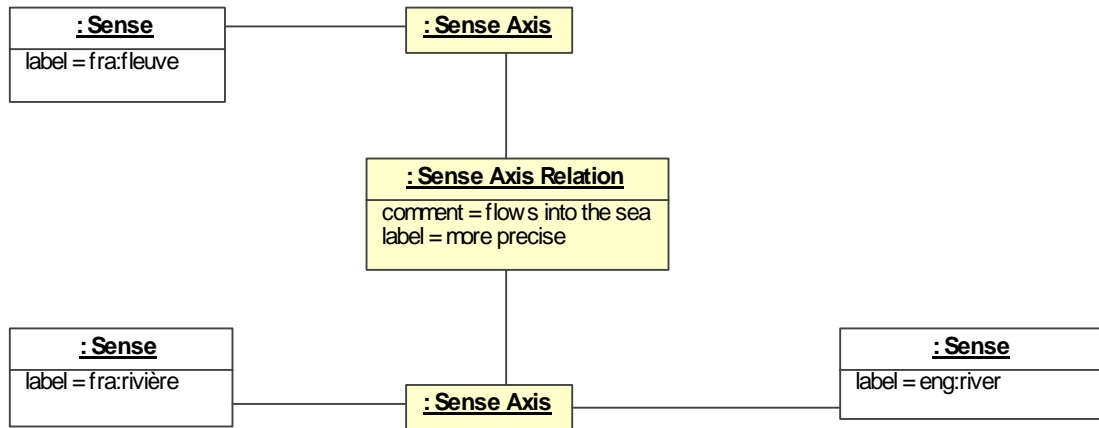 : Sense
label = fra:fleuve
: Sense Axis
: Sense Axis Relation
comment = flows into the sea
label = more precise
: Sense
label = fra:rivière
: Sense Axis
: Sense
label = eng:river